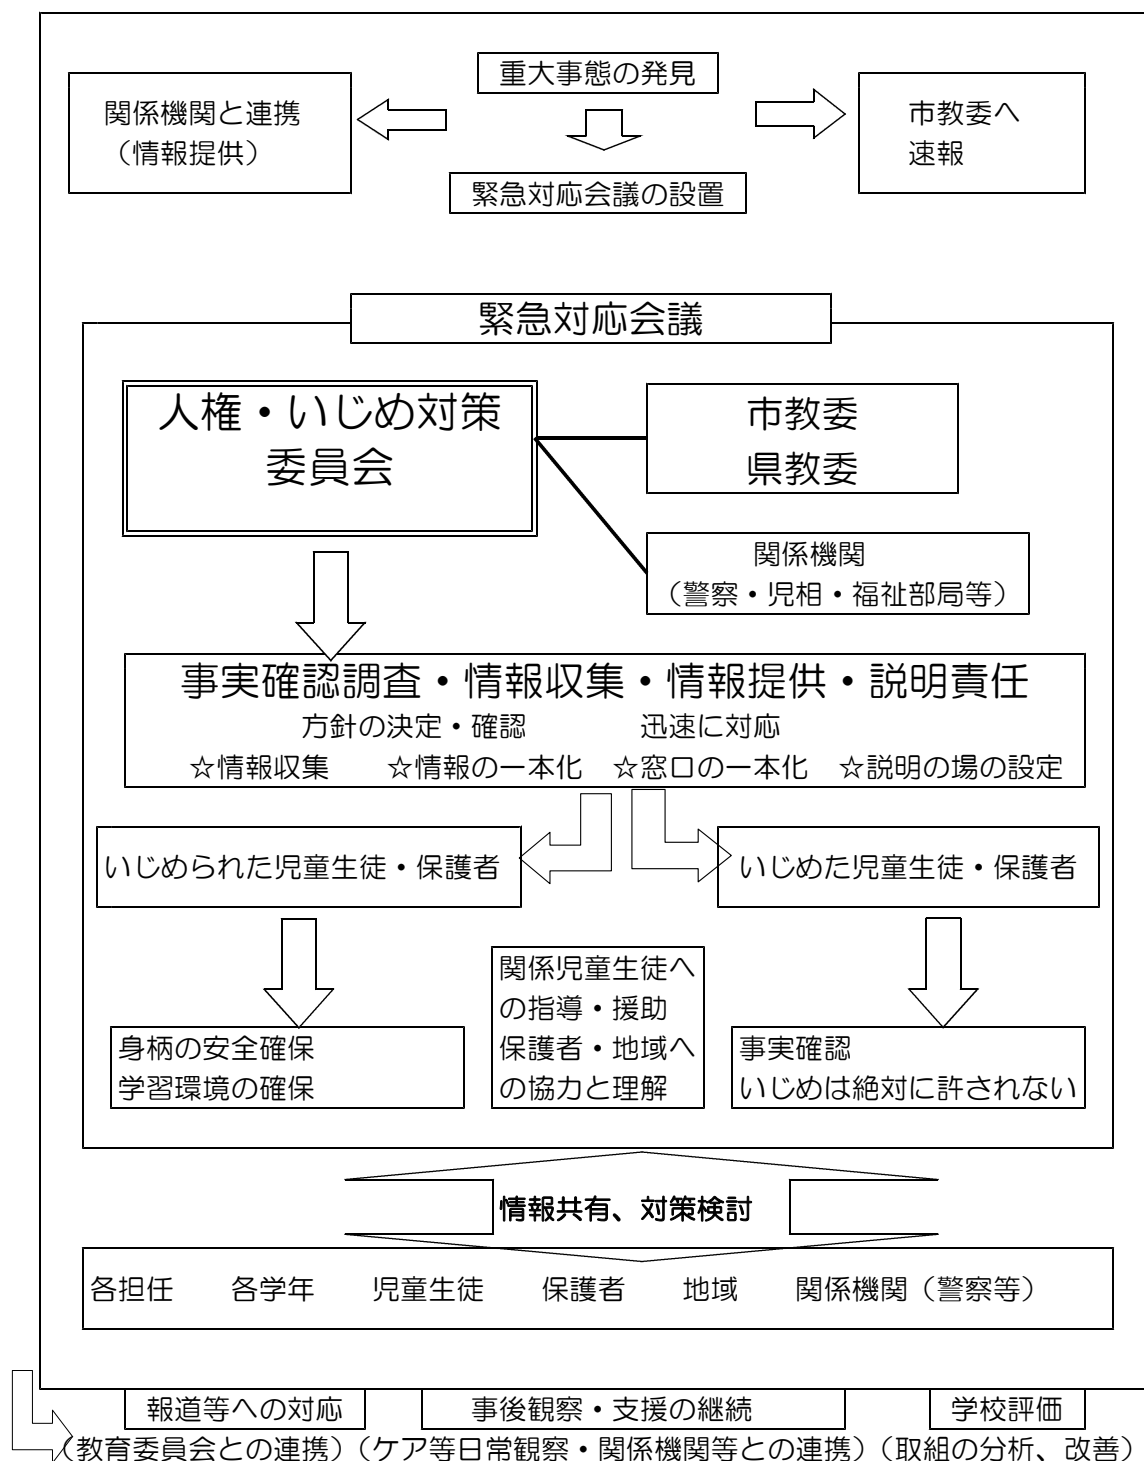 重大事態の発見
関係機関と連携
（情報提供）
市教委へ
速報
緊急対応会議の設置
緊急対応会議
人権・いじめ対策
委員会
市教委
県教委
関係機関
（警察・児相・福祉部局等）
事実確認調査・情報収集・情報提供・説明責任
方針の決定・確認　迅速に対応
☆情報収集　☆情報の一本化　☆窓口の一本化　☆説明の場の設定
いじめられた児童生徒・保護者
いじめた児童生徒・保護者
身柄の安全確保
学習環境の確保
関係児童生徒へ
の指導・援助
保護者・地域へ
の協力と理解
事実確認
いじめは絶対に許されない
情報共有、対策検討
各担任　各学年　児童生徒　保護者　地域　関係機関（警察等）
報道等への対応　事後観察・支援の継続　学校評価
（教育委員会との連携）（ケア等日常観察・関係機関等との連携）（取組の分析、改善）